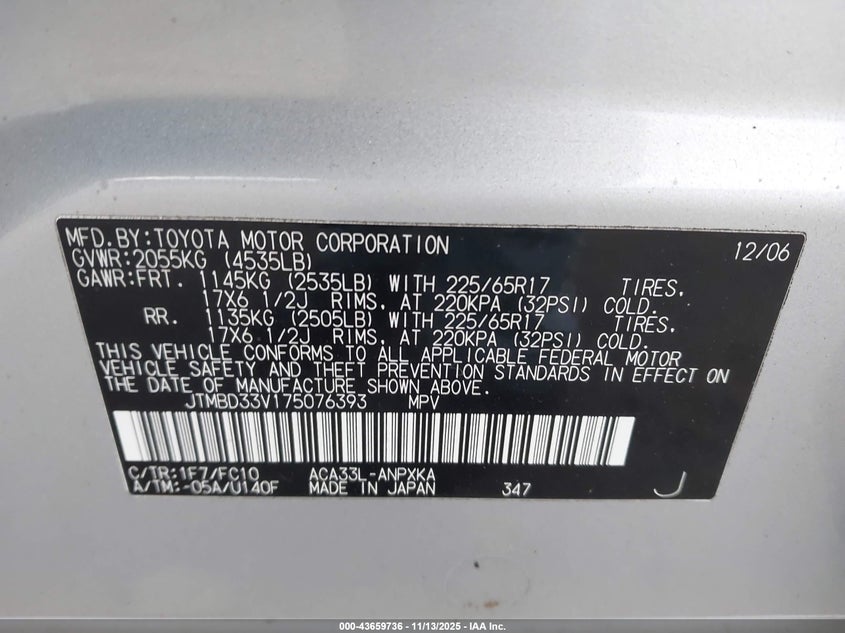 MFD.BY:TOYOTA MOTOR CORPORATION 12/06
GVWR:2055KG (4535LB)
GAWR:FRT. 1145KG (2535LB) WITH 225/65R17 TIRES,
17X6 1/2J RIMS, AT 220KPA (32PSI) COLD.
RR. 1135KG (2505LB) WITH 225/65R17 TIRES,
17X6 1/2J RIMS, AT 220KPA (32PSI) COLD.
THIS VEHICLE CONFORMS TO ALL APPLICABLE FEDERAL MOTOR
VEHICLE SAFETY AND THEFT PREVENTION STANDARDS IN EFFECT ON
THE DATE OF MANUFACTURE SHOWN ABOVE.
JTMBD33V175076393 MPV
C/TR:1F7/FC10 ACA33L-ANPXKA
A/TM:-05A/U140F MADE IN JAPAN 347 J
000-43659736 - 11/13/2025 - IAA Inc.